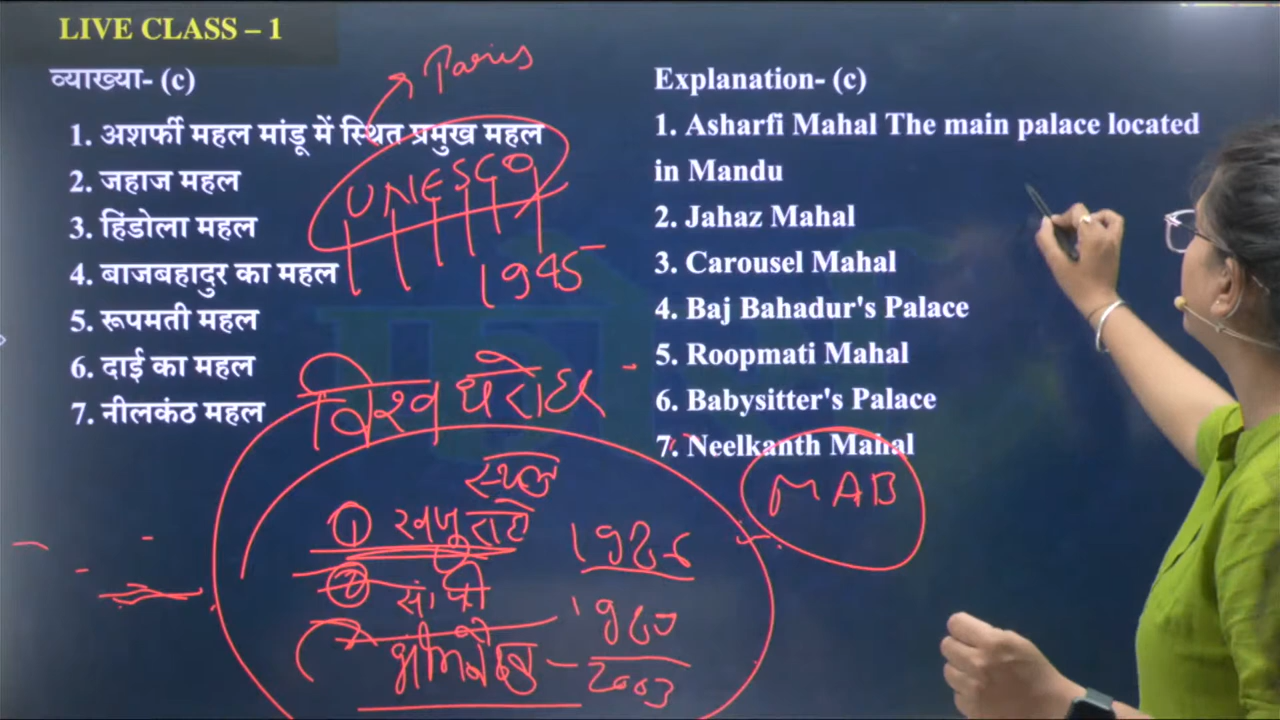 LIVE CLASS – 1
व्याख्या- (c)
1. अशर्फी महल मांडू में स्थित प्रमुख महल
2. जहाज महल
3. हिंडोला महल
4. बाजबहादुर का महल
5. रूपमती महल
6. दाई का महल
7. नीलकंठ महल
Explanation- (c)
1. Asharfi Mahal The main palace located
in Mandu
2. Jahaz Mahal
3. Carousel Mahal
4. Baj Bahadur's Palace
5. Roopmati Mahal
6. Babysitter's Palace
7. Neelkanth Mahal
Paris
UNESCO
1945
विश्व धरोहर
स्थल
1 खजुराहो 1986
2 सांची
2003
MAB